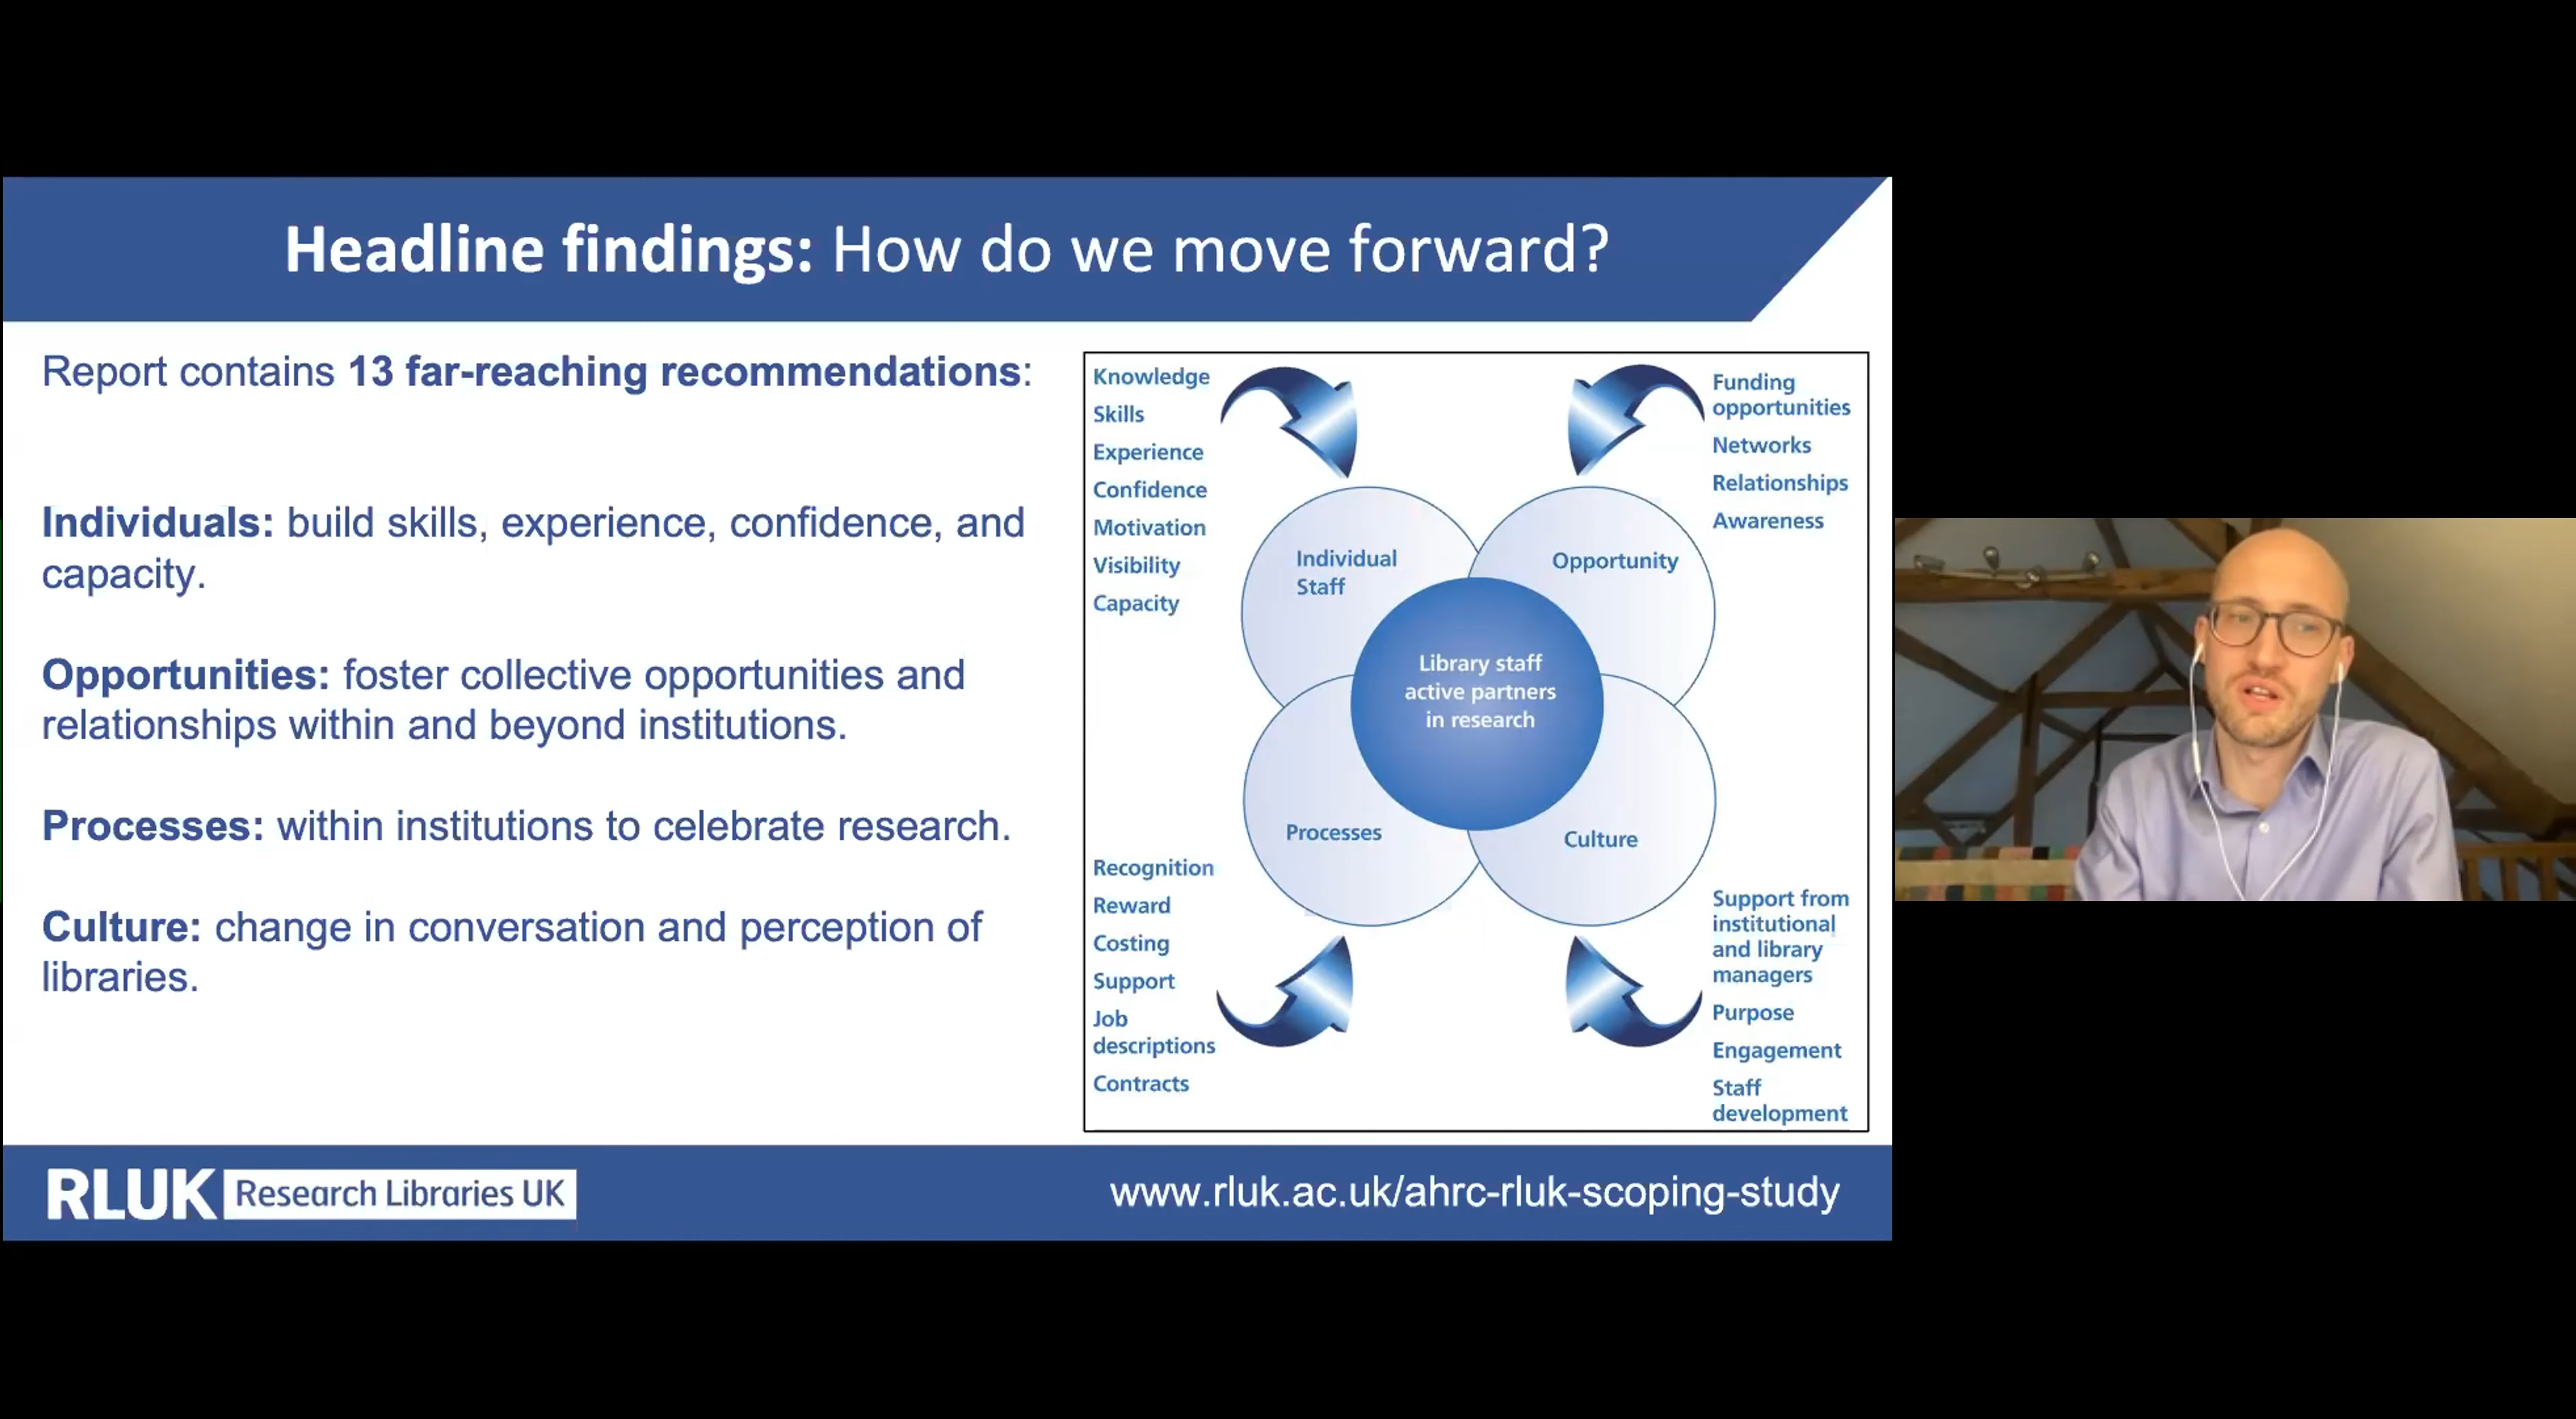 Headline findings: How do we move forward?
Report contains 13 far-reaching recommendations:
Individuals: build skills, experience, confidence, and
capacity.
Opportunities: foster collective opportunities and
relationships within and beyond institutions.
Processes: within institutions to celebrate research.
Culture: change in conversation and perception of
libraries.
Knowledge
Skills
Experience
Confidence
Motivation
Visibility
Capacity
Funding
opportunities
Networks
Relationships
Awareness
Individual
Staff
Opportunity
Library staff
active partners
in research
Processes
Culture
Recognition
Reward
Costing
Support
Job
descriptions
Contracts
Support from
institutional
and library
managers
Purpose
Engagement
Staff
development
RLUK Research Libraries UK
www.rluk.ac.uk/ahrc-rluk-scoping-study